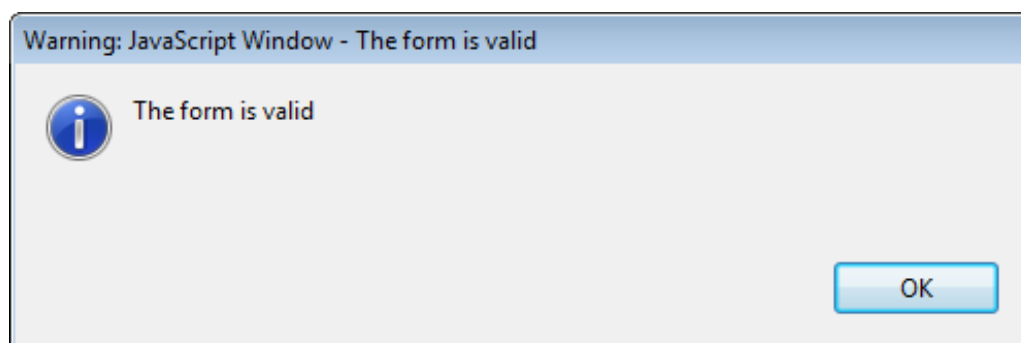 Warning: JavaScript Window - The form is valid
The form is valid
OK